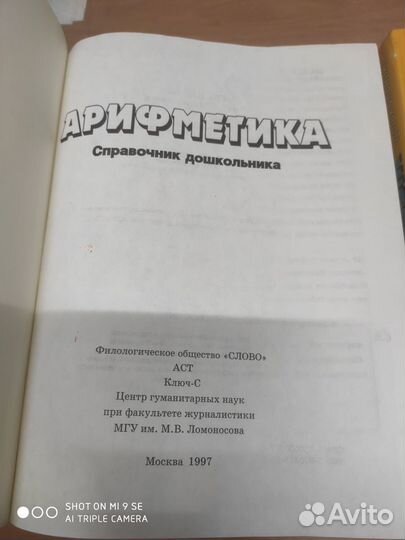 АРИФМЕТИКА
Справочник дошкольника
Филологическое общество «СЛОВО»
АСТ
Ключ-С
Центр гуманитарных наук
при факультете журналистики
МГУ им. М.В. Ломоносова
Москва 1997
SHOT ON MI 9 SE
AI TRIPLE CAMERA
Avito